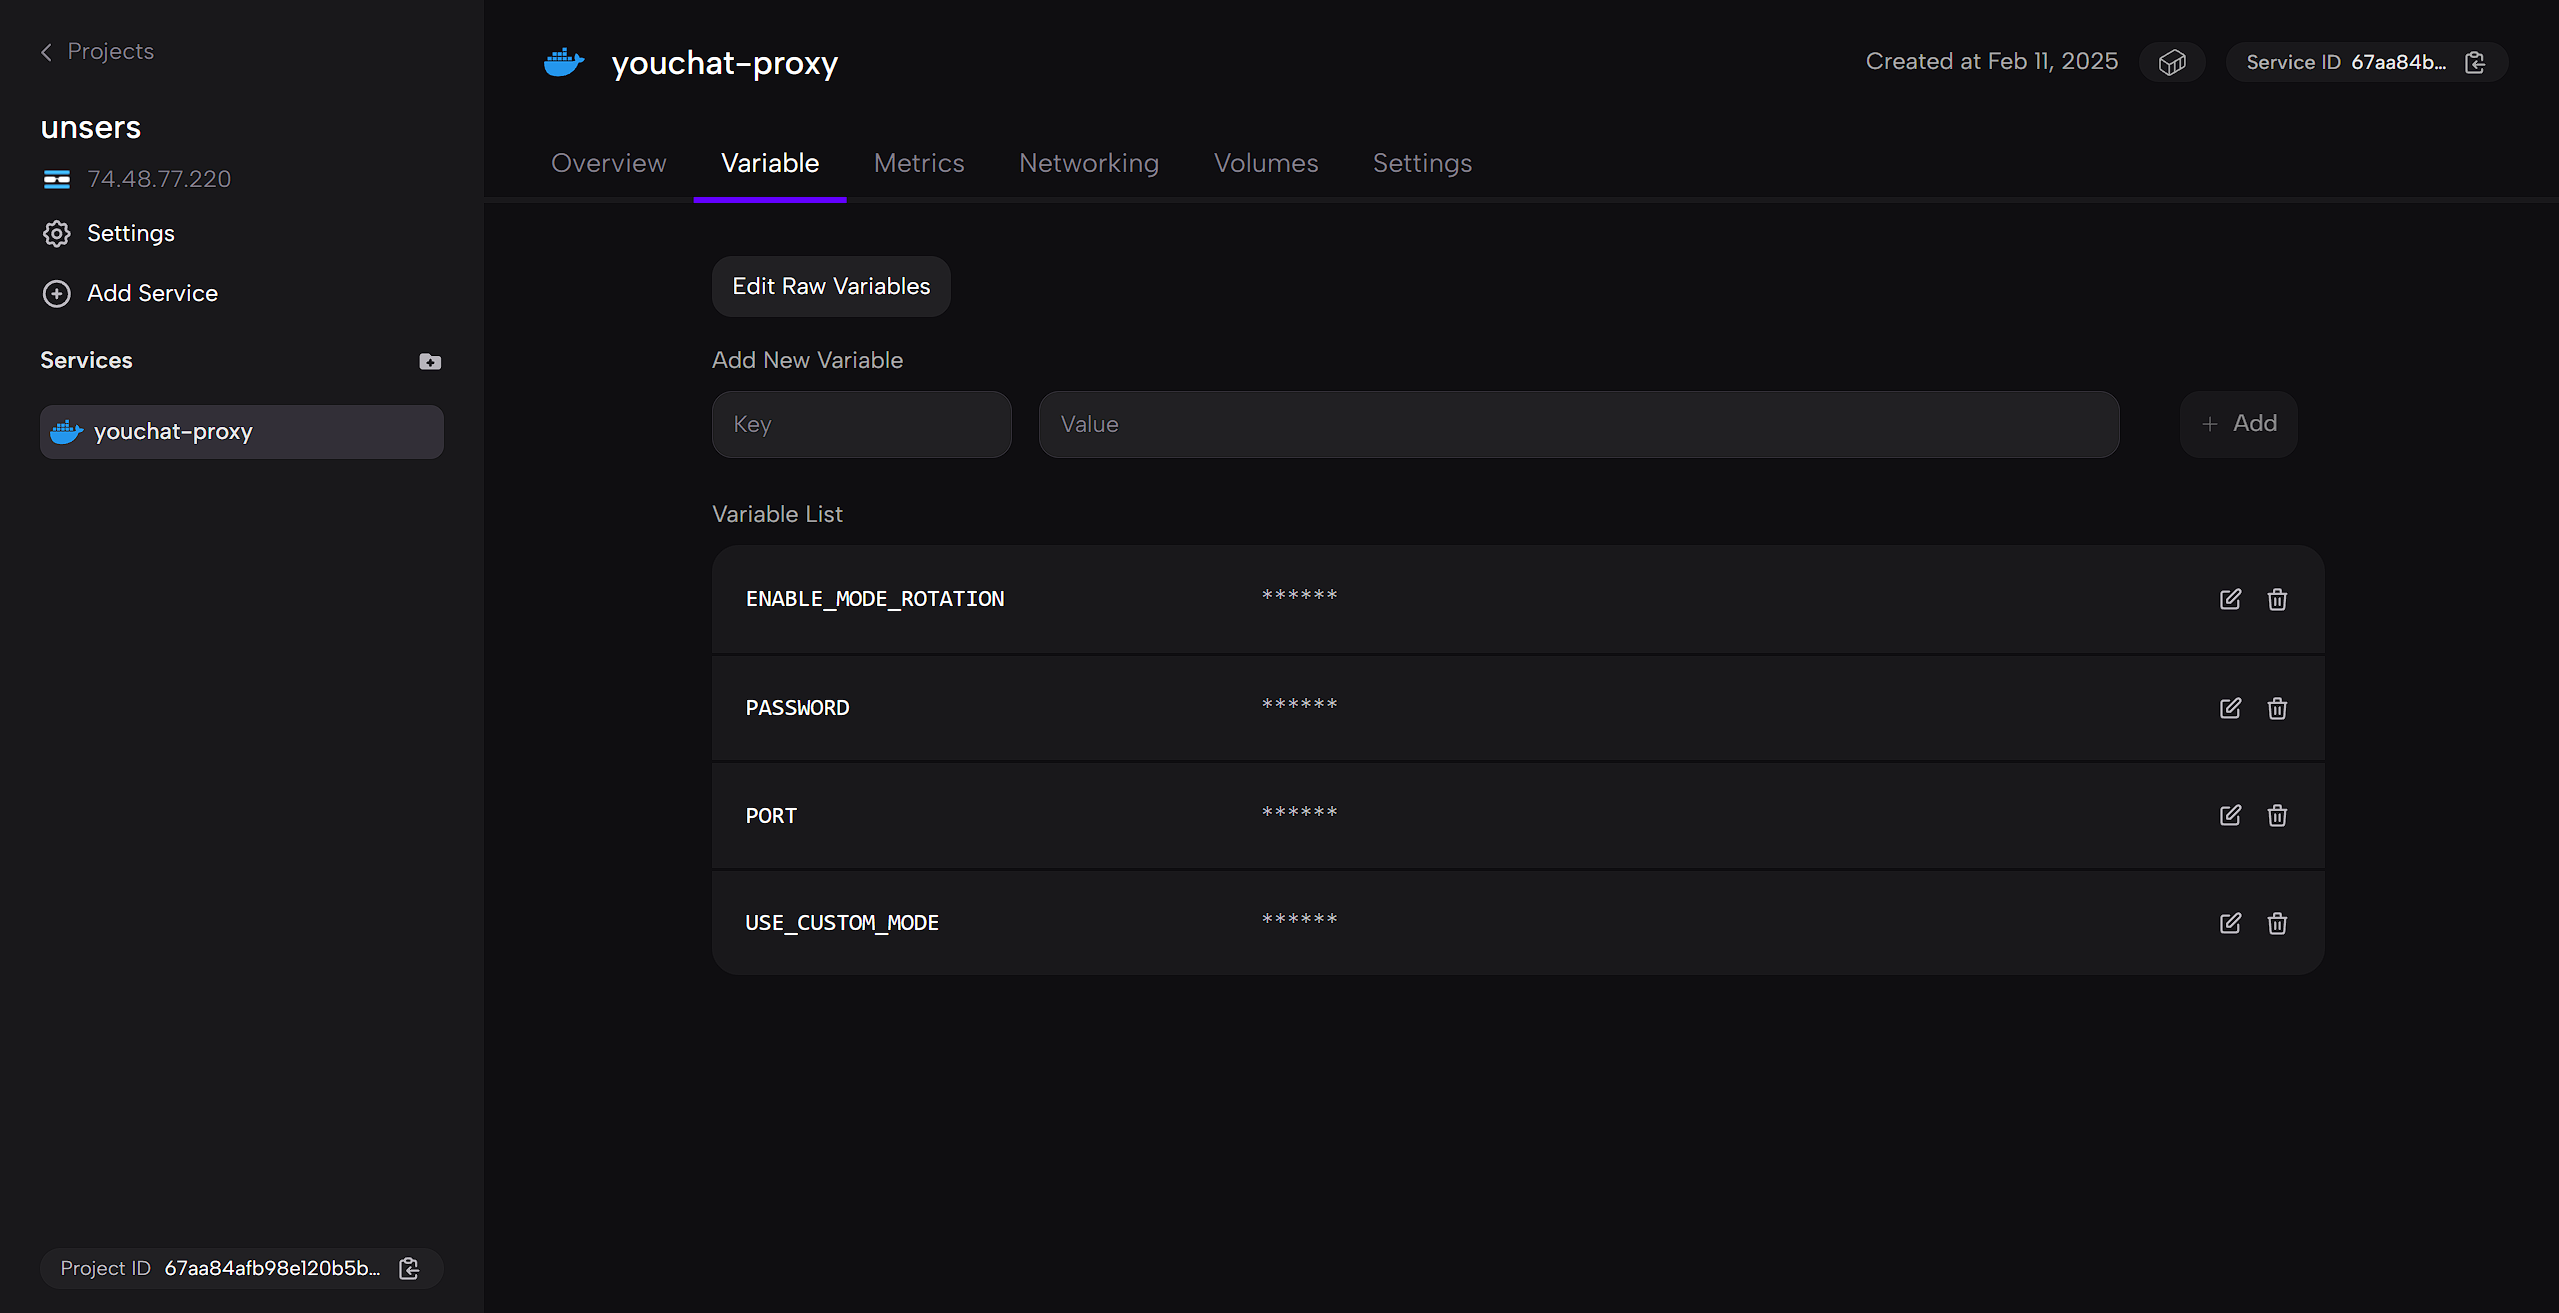 Projects
unsers
74.48.77.220
Settings
Add Service
Services
youchat-proxy
Project ID 67aa84afb98e120b5b...
youchat-proxy
Created at Feb 11, 2025
Service ID 67aa84b...
Overview Variable Metrics Networking Volumes Settings
Edit Raw Variables
Add New Variable
Key Value + Add
Variable List
ENABLE_MODE_ROTATION ******
PASSWORD ******
PORT ******
USE_CUSTOM_MODE ******